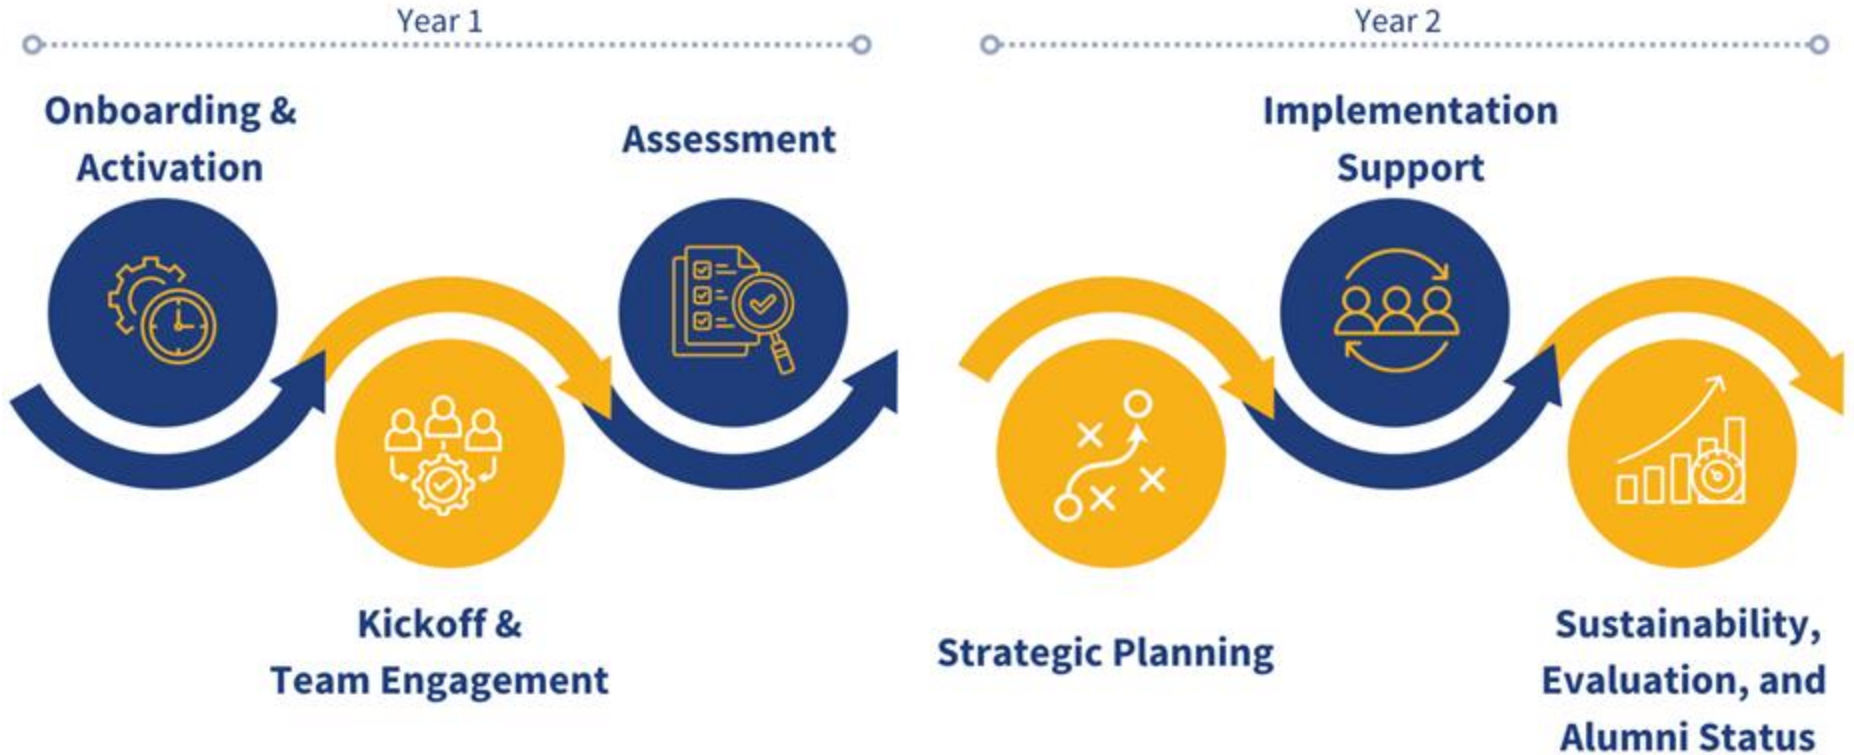 Year 1
Onboarding &
Activation
Kickoff &
Team Engagement
Assessment
Year 2
Strategic Planning
Implementation
Support
Sustainability,
Evaluation, and
Alumni Status